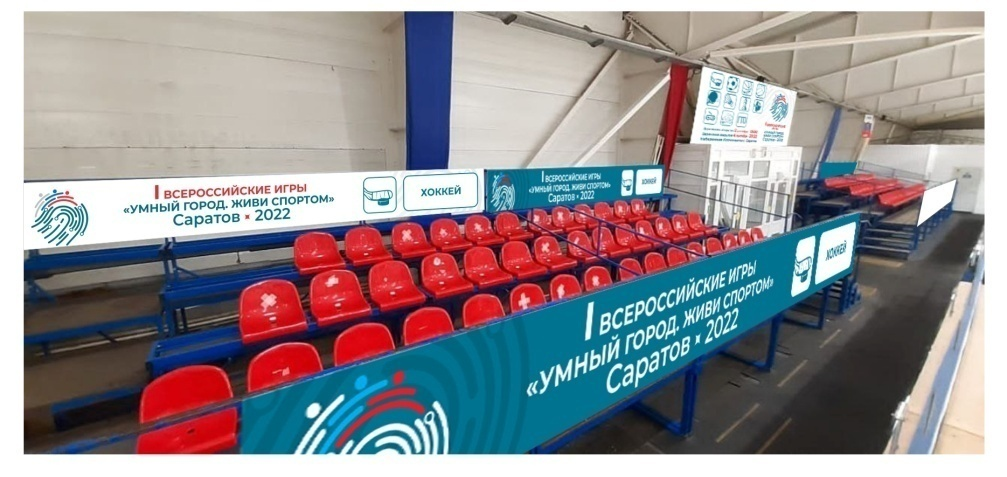 I ВСЕРОССИЙСКИЕ ИГРЫ
«УМНЫЙ ГОРОД. ЖИВИ СПОРТОМ»
Саратов • 2022
ХОККЕЙ
I ВСЕРОССИЙСКИЕ ИГРЫ
«УМНЫЙ ГОРОД. ЖИВИ СПОРТОМ»
Саратов • 2022
ХОККЕЙ
I ВСЕРОССИЙСКИЕ ИГРЫ
«УМНЫЙ ГОРОД. ЖИВИ СПОРТОМ»
Саратов • 2022
ХОККЕЙ